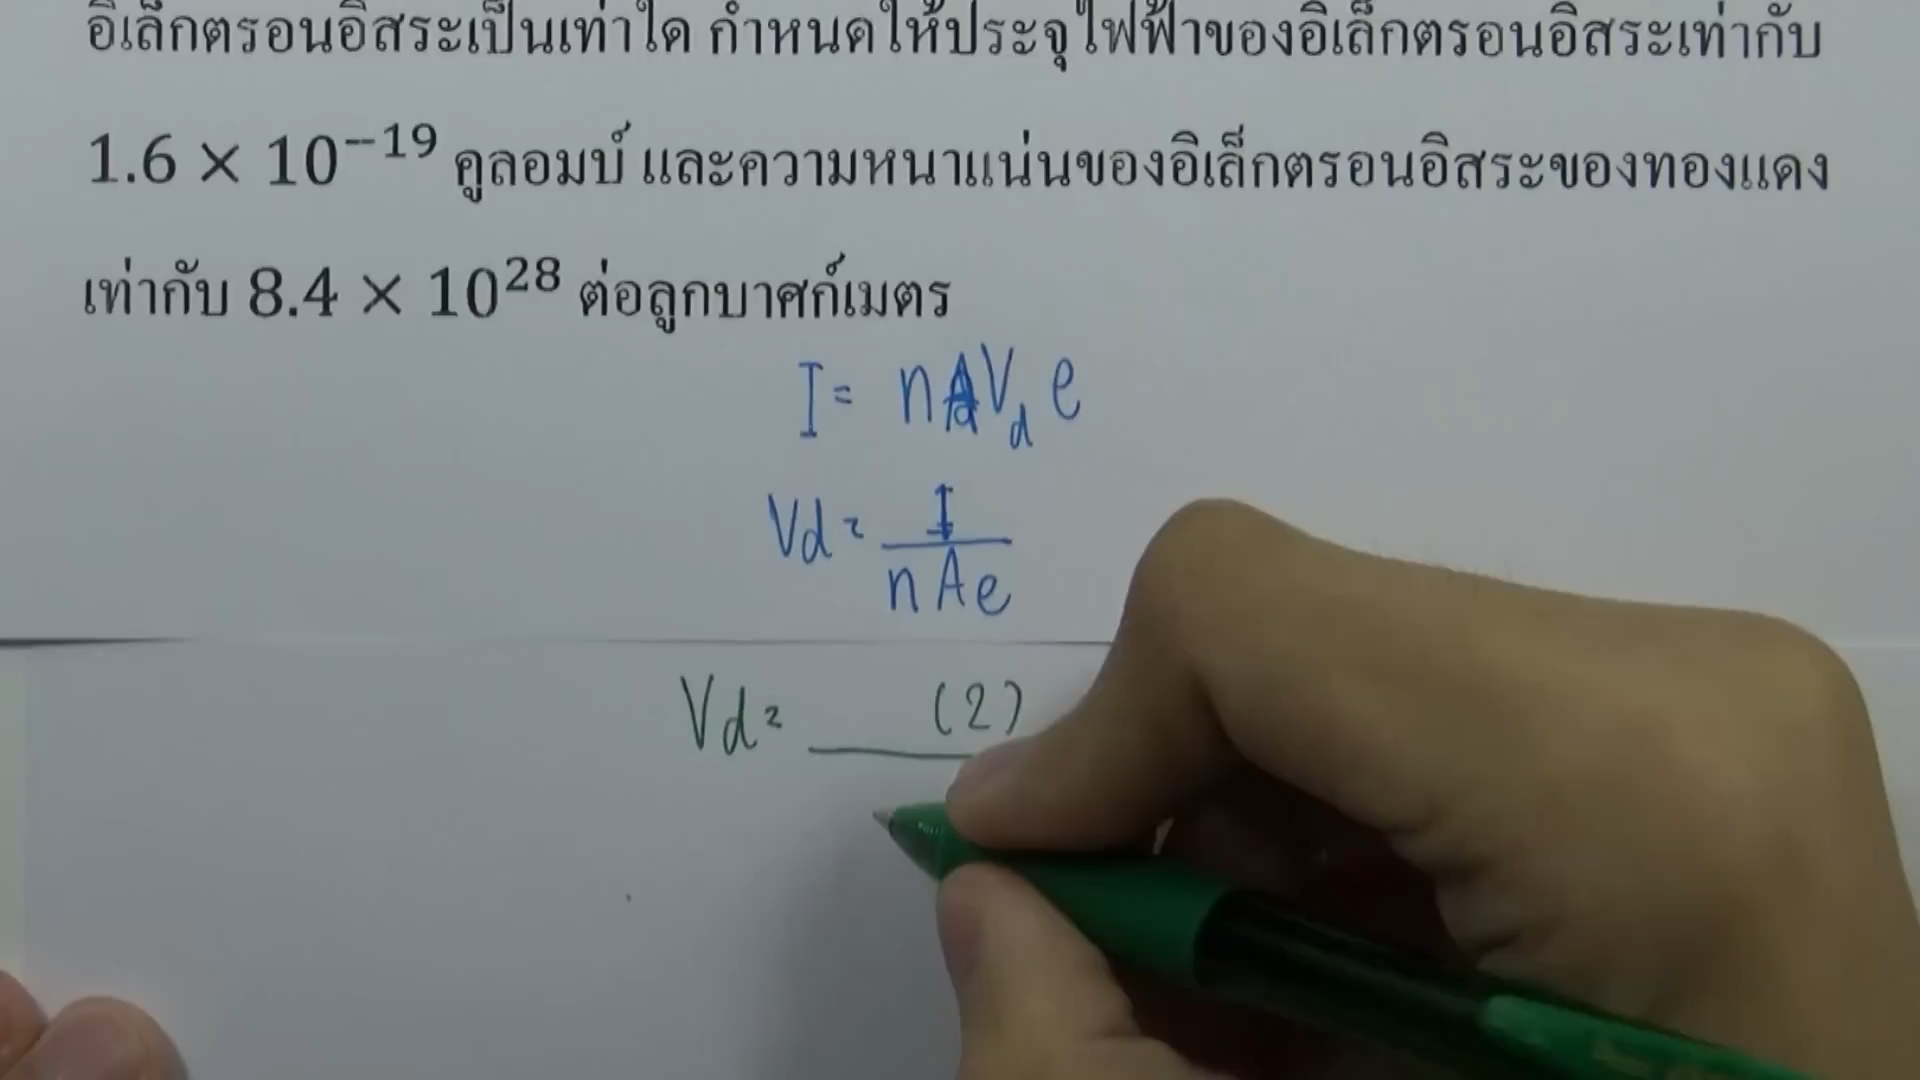 อิเล็กตรอนอิสระเป็นเท่าใด กำหนดให้ประจุไฟฟ้าของอิเล็กตรอนอิสระเท่ากับ
1.6 × 10⁻¹⁹ คูลอมบ์ และความหนาแน่นของอิเล็กตรอนอิสระของทองแดง
เท่ากับ 8.4 × 10²⁸ ต่อลูกบาศก์เมตร
I = nAV_d e
Vd = I
nAe
Vd = (2)